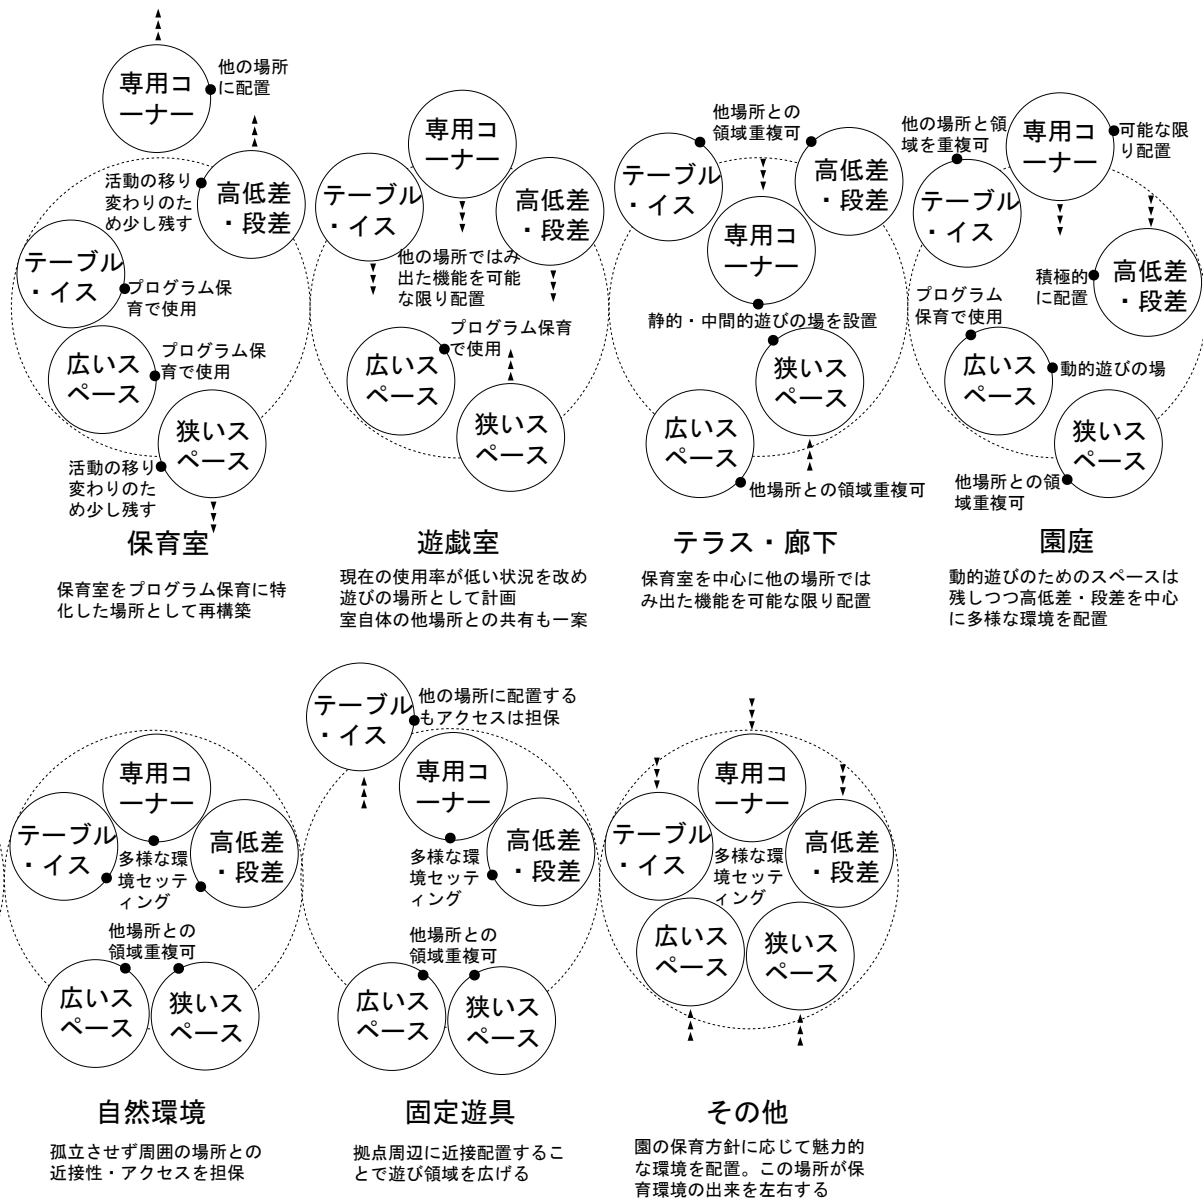 専用コ
ーナー
他の場所
に配置
活動の移り
変わりのた
め少し残す
高低差
・段差
テーブル
・イス
プログラム保
育で使用
広いス
ペース
プログラム保
育で使用
狭いス
ペース
活動の移り
変わりのた
め少し残す
保育室
保育室をプログラム保育に特
化した場所として再構築
専用コ
ーナー
テーブル
・イス
高低差
・段差
他の場所ではみ
出た機能を可能
な限り配置
プログラム保育
で使用
広いス
ペース
狭いス
ペース
遊戯室
現在の使用率が低い状況を改め
遊びの場所として計画
室自体の他場所との共有も一案
他場所との
領域重複可
テーブル
・イス
高低差
・段差
専用コ
ーナー
静的・中間的遊びの場を設置
狭いス
ペース
広いス
ペース
他場所との領域重複可
テラス・廊下
保育室を中心に他の場所では
み出た機能を可能な限り配置
他の場所と領
域を重複可
専用コ
ーナー
可能な限
り配置
テーブル
・イス
積極的
に配置
高低差
・段差
プログラム
保育で使用
広いス
ペース
動的遊びの場
狭いス
ペース
他場所との領
域重複可
園庭
動的遊びのためのスペースは
残しつつ高低差・段差を中心
に多様な環境を配置
専用コ
ーナー
テーブル
・イス
高低差
・段差
多様な環
境セッテ
ィング
他場所との
領域重複可
広いス
ペース
狭いス
ペース
自然環境
孤立させず周囲の場所との
近接性・アクセスを担保
テーブル
・イス
他の場所に配置する
もアクセスは担保
専用コ
ーナー
高低差
・段差
多様な環
境セッテ
ィング
他場所との
領域重複可
広いス
ペース
狭いス
ペース
固定遊具
拠点周辺に近接配置するこ
とで遊び領域を広げる
専用コ
ーナー
テーブル
・イス
高低差
・段差
多様な環
境セッテ
ィング
広いス
ペース
狭いス
ペース
その他
園の保育方針に応じて魅力的
な環境を配置。この場所が保
育環境の出来を左右する